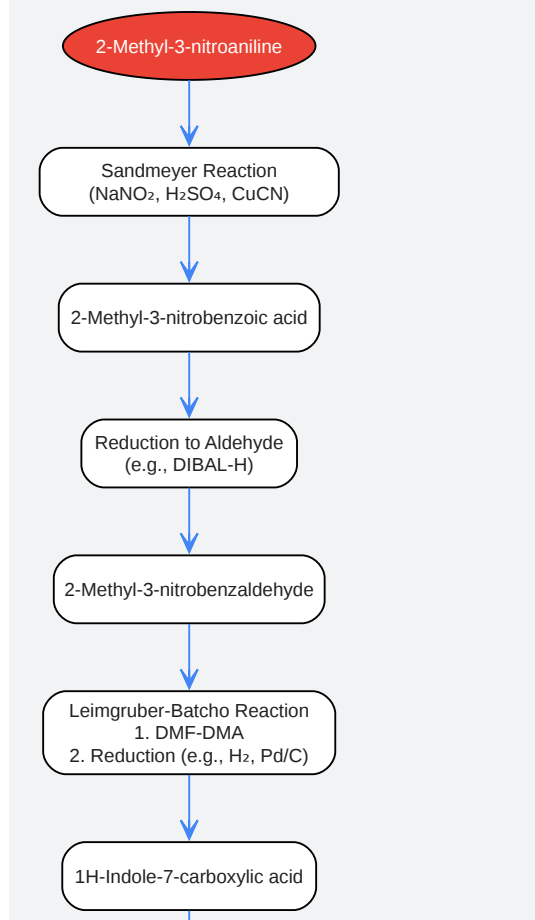 2-Methyl-3-nitroaniline
Sandmeyer Reaction
(NaNO₂, H₂SO₄, CuCN)
2-Methyl-3-nitrobenzoic acid
Reduction to Aldehyde
(e.g., DIBAL-H)
2-Methyl-3-nitrobenzaldehyde
Leimgruber-Batcho Reaction
1. DMF-DMA
2. Reduction (e.g., H₂, Pd/C)
1H-Indole-7-carboxylic acid